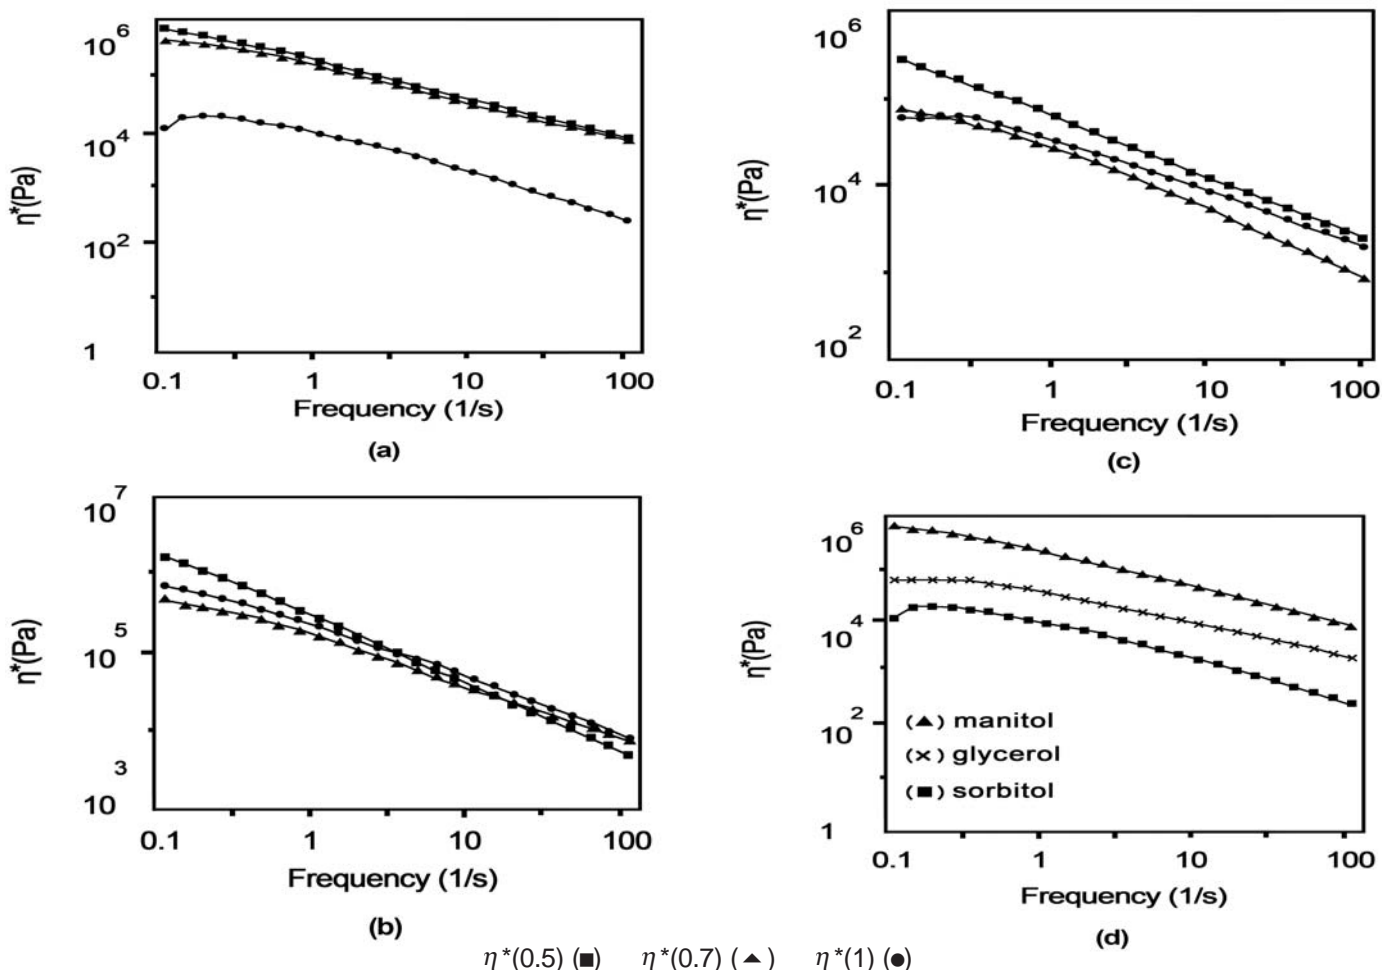 10^6
10^4
10^2
1
η*(Pa)
0.1 1 10 100
Frequency (1/s)
(a)
10^6
10^4
10^2
η*(Pa)
0.1 1 10 100
Frequency (1/s)
(c)
10^7
10^5
10^3
η*(Pa)
0.1 1 10 100
Frequency (1/s)
(b)
10^6
10^4
10^2
1
η*(Pa)
(▲) manitol
(×) glycerol
(■) sorbitol
0.1 1 10 100
Frequency (1/s)
(d)
η*(0.5) (■) η*(0.7) (▲) η*(1) (●)